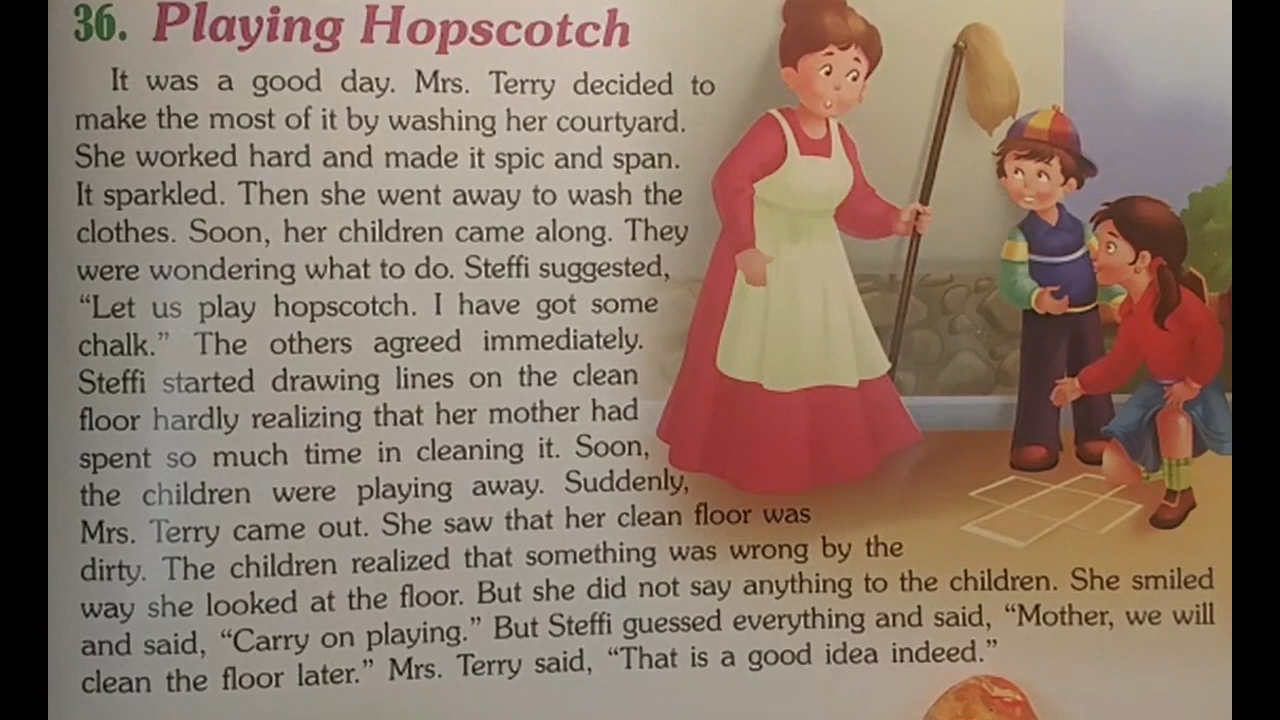 36. Playing Hopscotch
It was a good day. Mrs. Terry decided to
make the most of it by washing her courtyard.
She worked hard and made it spic and span.
It sparkled. Then she went away to wash the
clothes. Soon, her children came along. They
were wondering what to do. Steffi suggested,
“Let us play hopscotch. I have got some
chalk.” The others agreed immediately.
Steffi started drawing lines on the clean
floor hardly realizing that her mother had
spent so much time in cleaning it. Soon,
the children were playing away. Suddenly,
Mrs. Terry came out. She saw that her clean floor was
dirty. The children realized that something was wrong by the
way she looked at the floor. But she did not say anything to the children. She smiled
and said, “Carry on playing.” But Steffi guessed everything and said, “Mother, we will
clean the floor later.” Mrs. Terry said, “That is a good idea indeed.”